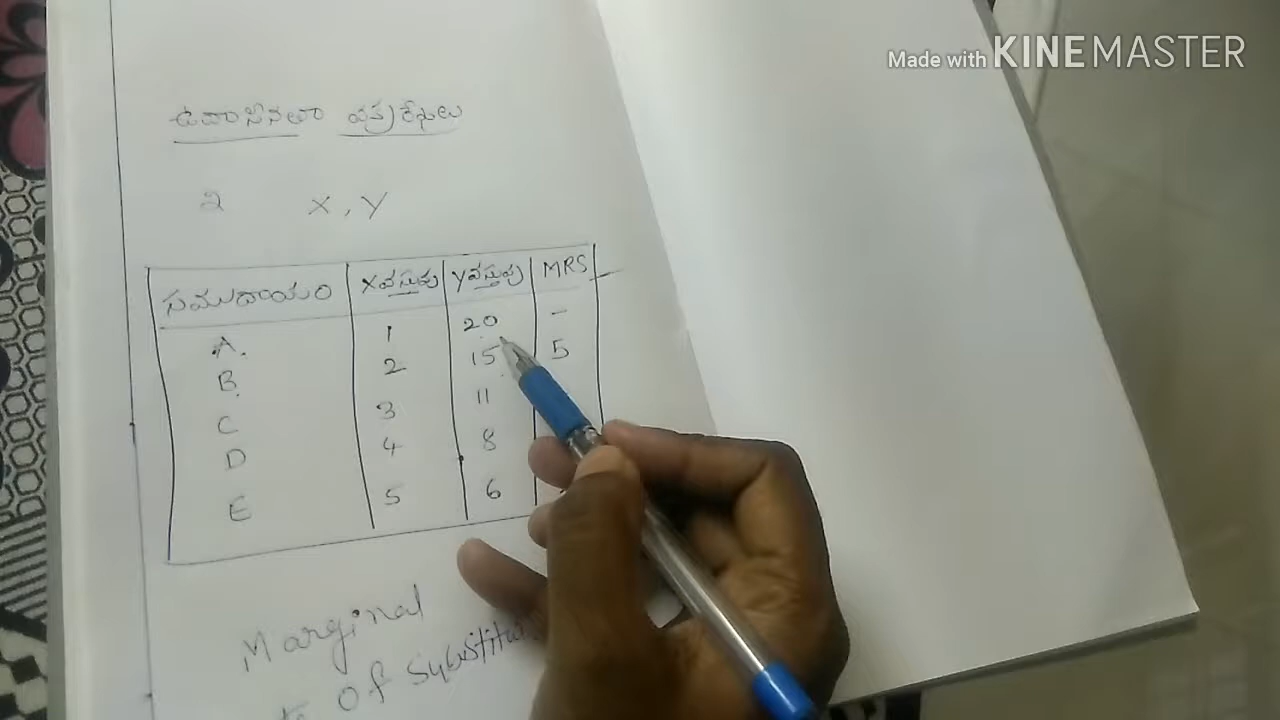 Made with KINEMASTER
ఉదాసీనతా వక్రరేఖలు
2 X, Y
సముదాయం X వస్తువు Y వస్తువు MRS
A. 1 20 -
B. 2 15 5
C 3 11
D 4 8
E 5 6
Marginal
of substitu